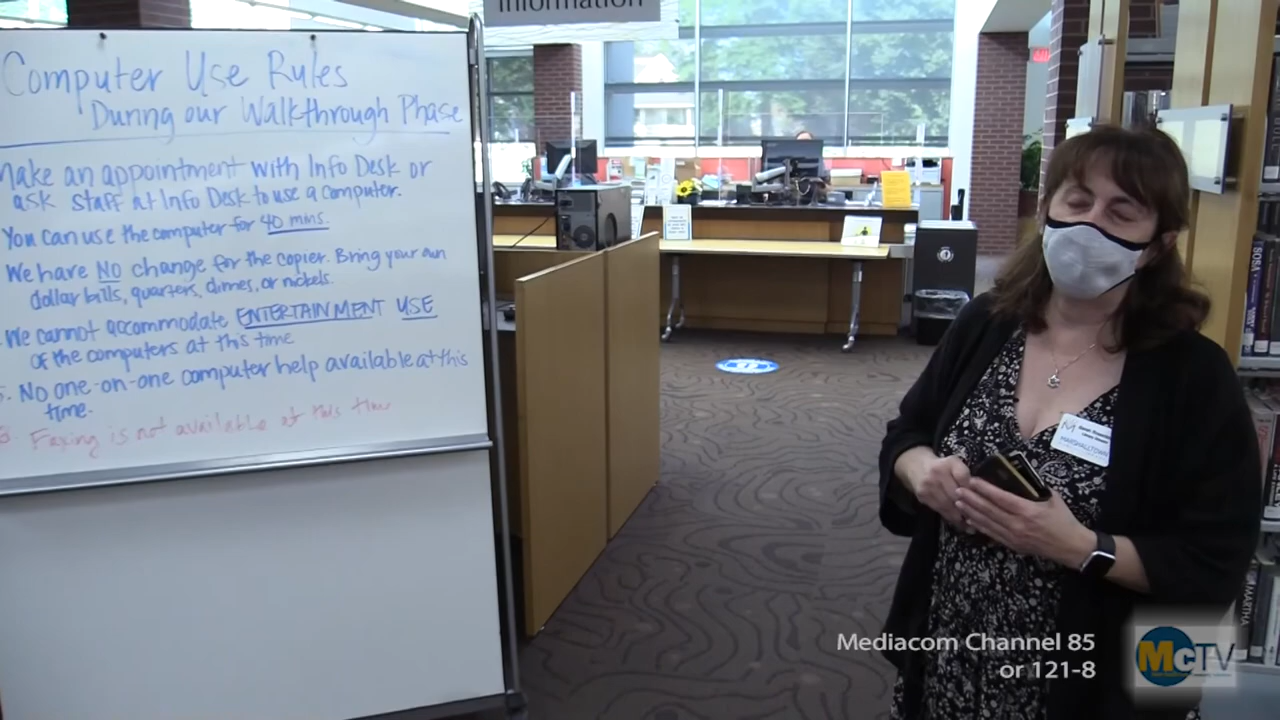 Information
Computer Use Rules
During our Walkthrough Phase
Make an appointment with Info Desk or
ask staff at Info Desk to use a computer.
You can use the computer for 40 mins.
We have NO change for the copier. Bring your own
dollar bills, quarters, dimes, or nickels.
We cannot accommodate ENTERTAINMENT USE
of the computers at this time
5. No one-on-one computer help available at this
time.
Faxing is not available at this time
MARSHALLTOWN
SOSA
MARTHA
Mediacom Channel 85
or 121-8
McTV